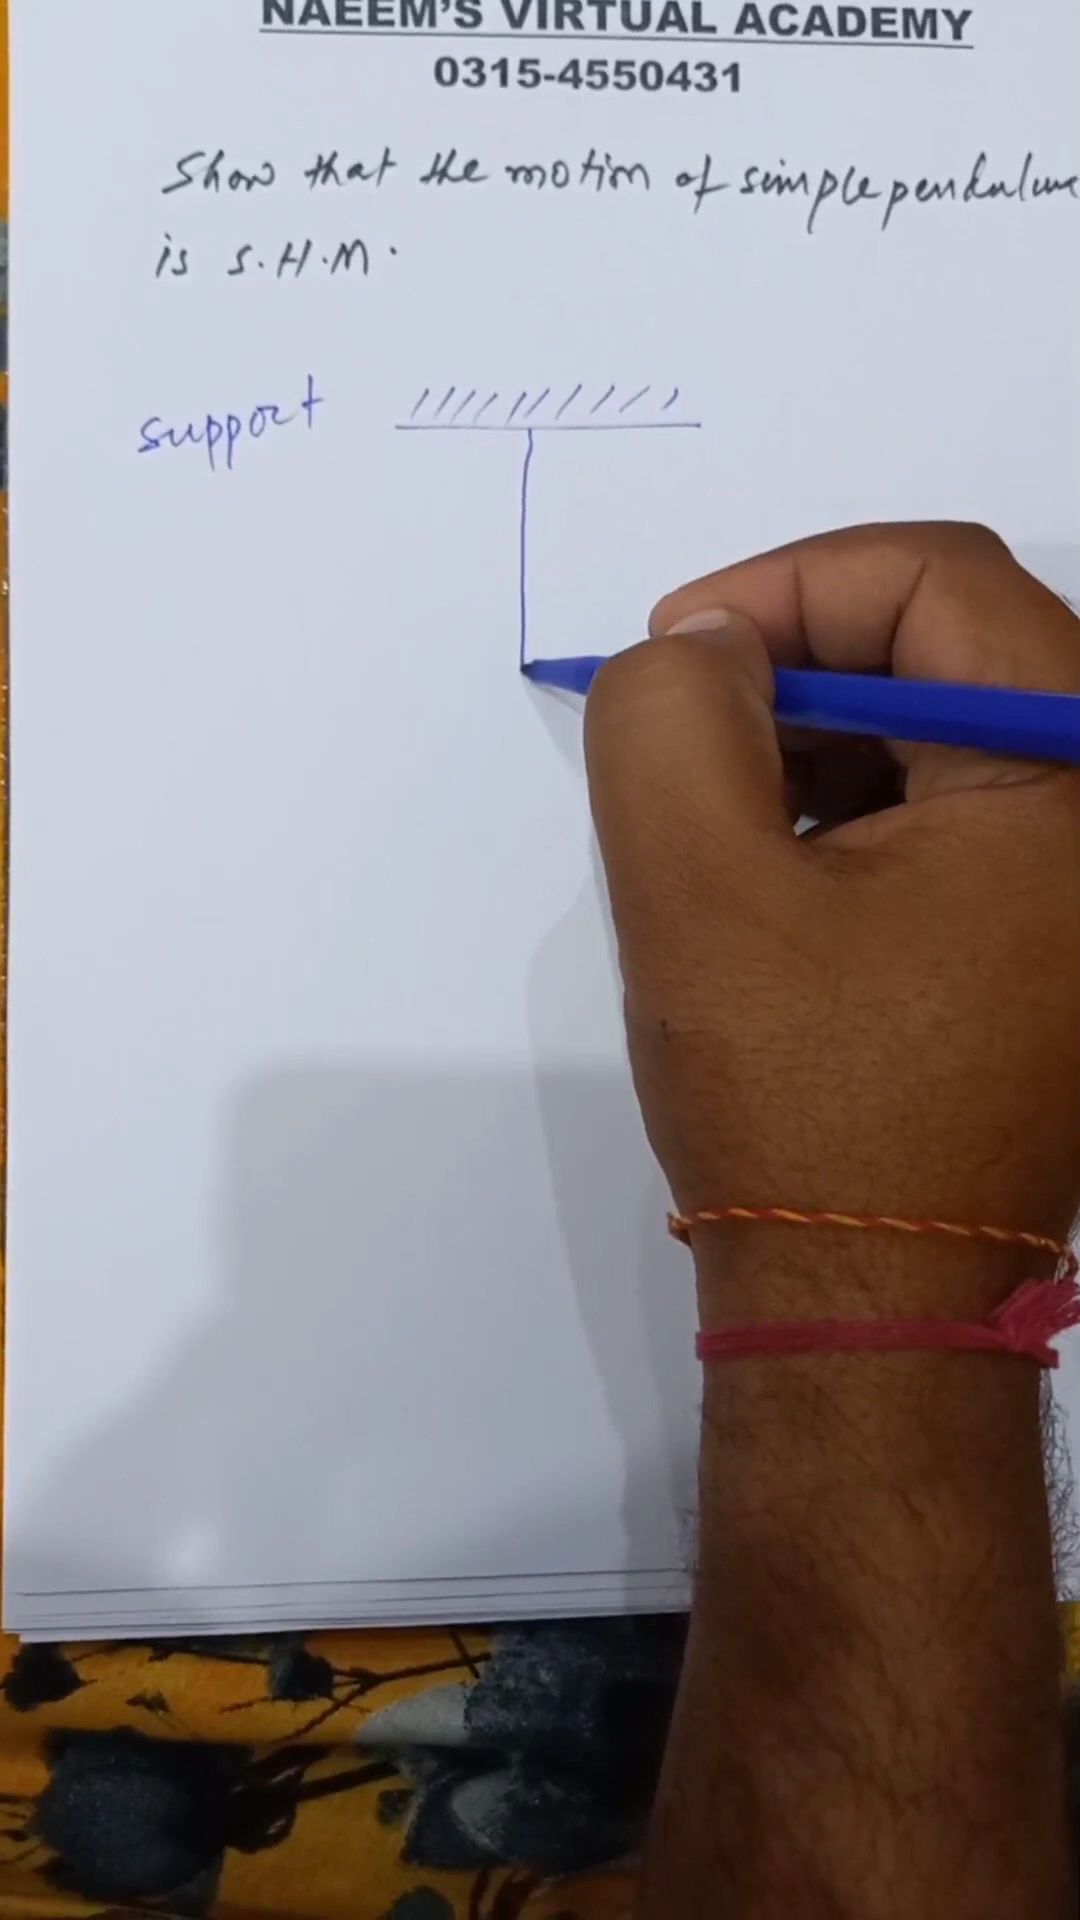 NAEEM'S VIRTUAL ACADEMY
0315-4550431
Show that the motion of simple pendulum
is S.H.M.
support